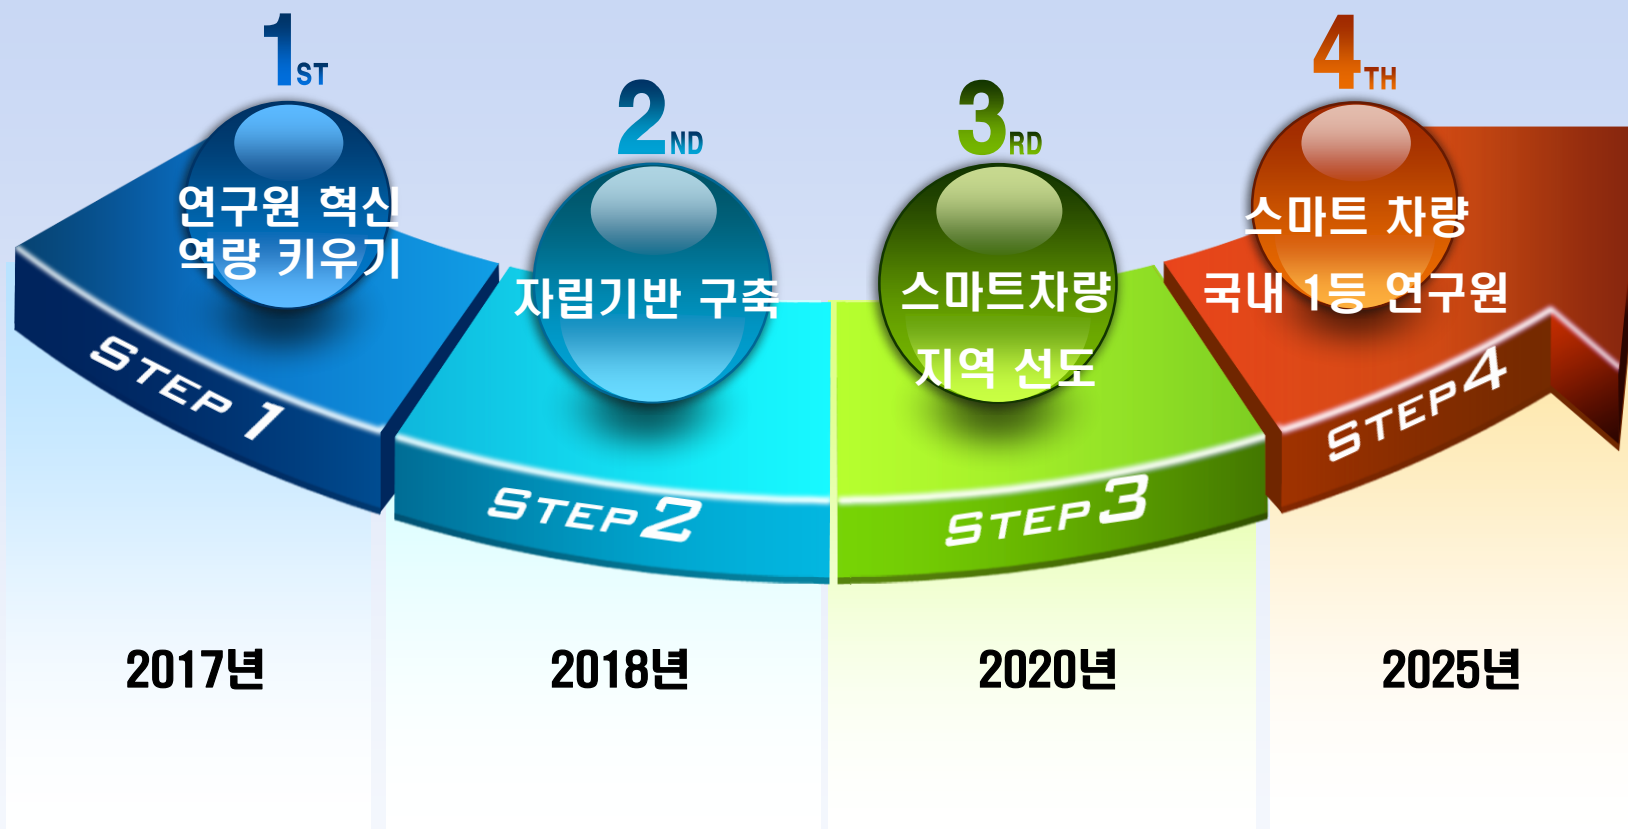 1ST
연구원 혁신
역량 키우기
STEP 1
2017년
2ND
자립기반 구축
STEP 2
2018년
3RD
스마트차량
지역 선도
STEP 3
2020년
4TH
스마트 차량
국내 1등 연구원
STEP 4
2025년